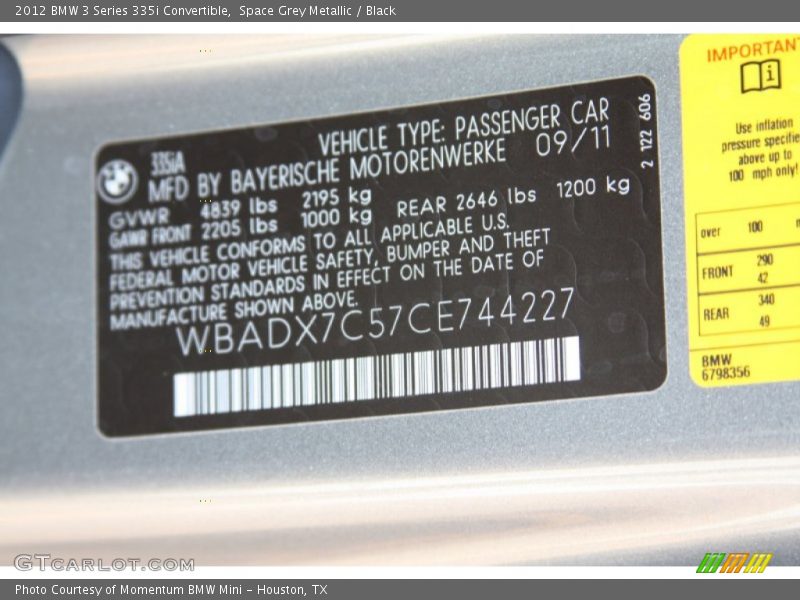 2012 BMW 3 Series 335i Convertible,  Space Grey Metallic / Black
335iA
VEHICLE TYPE: PASSENGER CAR
MFD BY BAYERISCHE MOTORENWERKE 09/11
GVWR 4839 lbs 2195 kg
GAWR FRONT 2205 lbs 1000 kg REAR 2646 lbs 1200 kg
THIS VEHICLE CONFORMS TO ALL APPLICABLE U.S.
FEDERAL MOTOR VEHICLE SAFETY, BUMPER AND THEFT
PREVENTION STANDARDS IN EFFECT ON THE DATE OF
MANUFACTURE SHOWN ABOVE.
WBADX7C57CE744227
2 122 606
IMPORTANT
Use inflation
pressure specifie
above up to
100 mph only!
over 100
FRONT 290
42
REAR 340
49
BMW
6798356
GTCARLOT.COM
Photo Courtesy of Momentum BMW Mini - Houston, TX